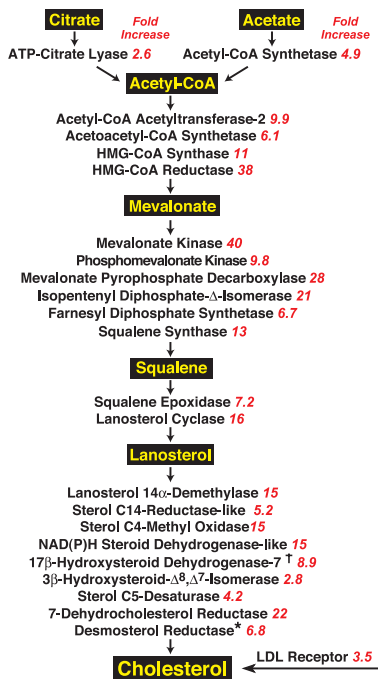 Citrate Fold Increase Acetate Fold Increase
ATP-Citrate Lyase 2.6 Acetyl-CoA Synthetase 4.9
Acetyl-CoA
Acetyl-CoA Acetyltransferase-2 9.9
Acetoacetyl-CoA Synthetase 6.1
HMG-CoA Synthase 11
HMG-CoA Reductase 38
Mevalonate
Mevalonate Kinase 40
Phosphomevalonate Kinase 9.8
Mevalonate Pyrophosphate Decarboxylase 28
Isopentenyl Diphosphate-Δ-Isomerase 21
Farnesyl Diphosphate Synthetase 6.7
Squalene Synthase 13
Squalene
Squalene Epoxidase 7.2
Lanosterol Cyclase 16
Lanosterol
Lanosterol 14α-Demethylase 15
Sterol C14-Reductase-like 5.2
Sterol C4-Methyl Oxidase 15
NAD(P)H Steroid Dehydrogenase-like 15
17β-Hydroxysteroid Dehydrogenase-7 † 8.9
3β-Hydroxysteroid-Δ⁸,Δ⁷-Isomerase 2.8
Sterol C5-Desaturase 4.2
7-Dehydrocholesterol Reductase 22
Desmosterol Reductase* 6.8
LDL Receptor 3.5
Cholesterol